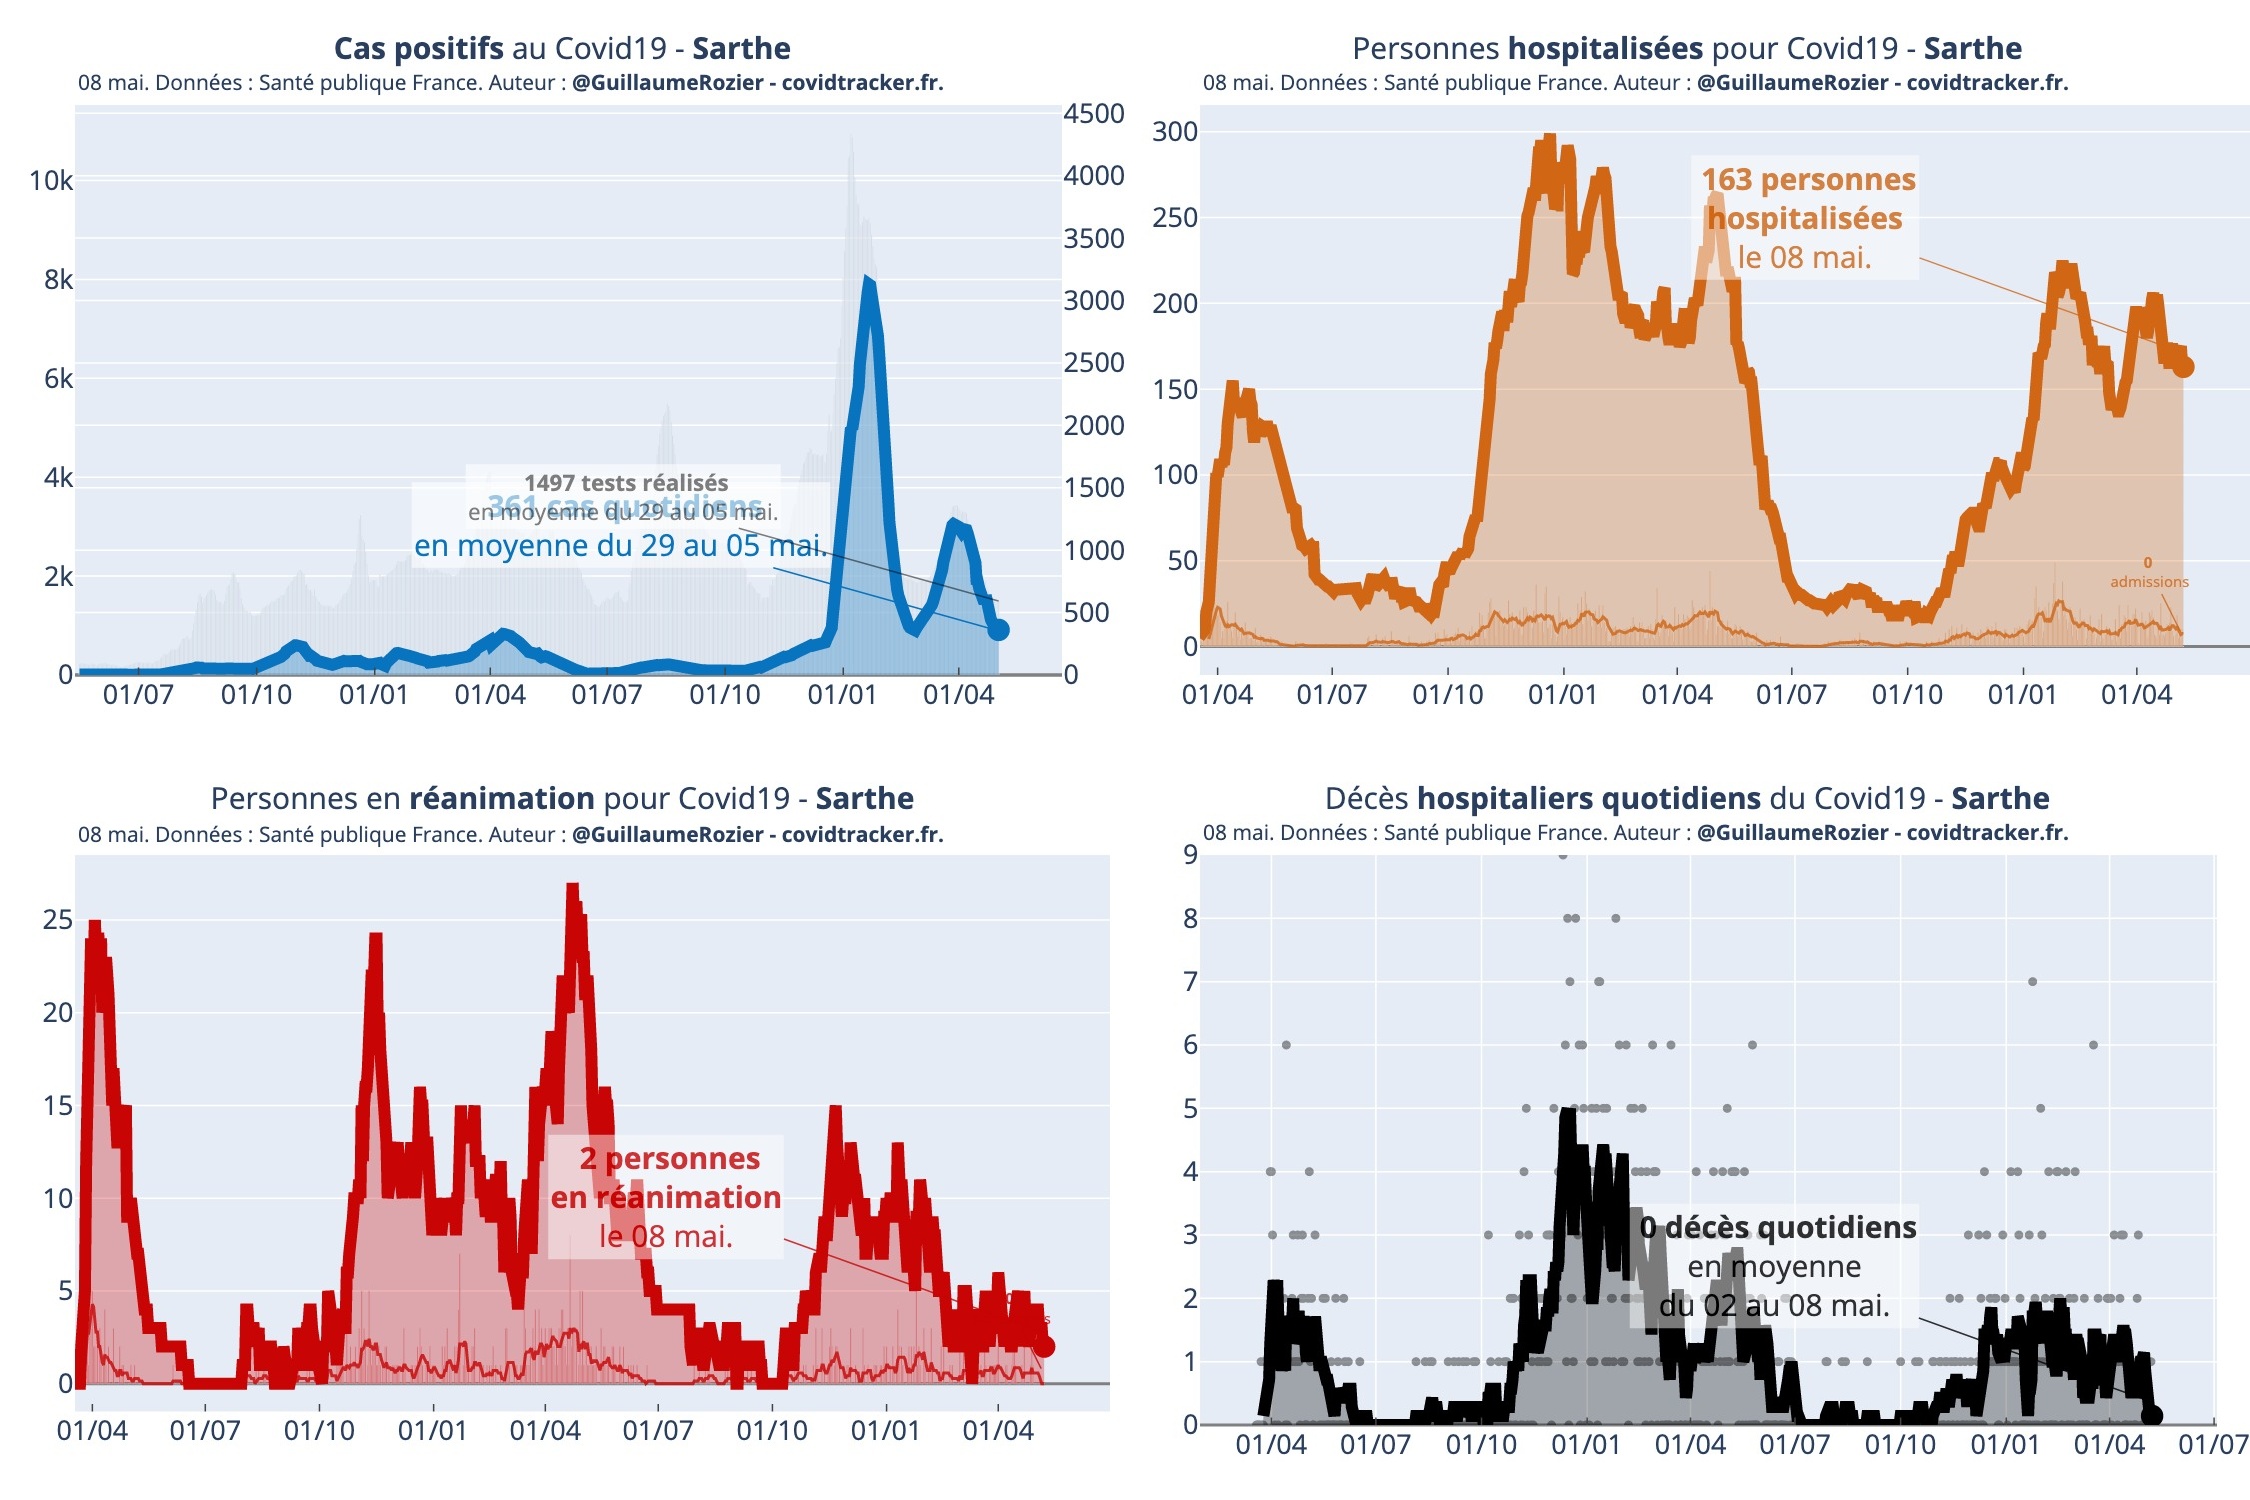 Cas positifs au Covid19 - Sarthe
08 mai. Données : Santé publique France. Auteur : @GuillaumeRozier - covidtracker.fr.
10k
8k
6k
4k
2k
0
4500
4000
3500
3000
2500
2000
1500
1000
500
0
1497 tests réalisés
en moyenne du 29 au 05 mai.
361 cas quotidiens
en moyenne du 29 au 05 mai.
01/07 01/10 01/01 01/04 01/07 01/10 01/01 01/04
Personnes hospitalisées pour Covid19 - Sarthe
08 mai. Données : Santé publique France. Auteur : @GuillaumeRozier - covidtracker.fr.
300
250
200
150
100
50
0
163 personnes
hospitalisées
le 08 mai.
0
admissions
01/04 01/07 01/10 01/01 01/04 01/07 01/10 01/01 01/04
Personnes en réanimation pour Covid19 - Sarthe
08 mai. Données : Santé publique France. Auteur : @GuillaumeRozier - covidtracker.fr.
25
20
15
10
5
0
2 personnes
en réanimation
le 08 mai.
01/04 01/07 01/10 01/01 01/04 01/07 01/10 01/01 01/04
Décès hospitaliers quotidiens du Covid19 - Sarthe
08 mai. Données : Santé publique France. Auteur : @GuillaumeRozier - covidtracker.fr.
9
8
7
6
5
4
3
2
1
0
0 décès quotidiens
en moyenne
du 02 au 08 mai.
01/04 01/07 01/10 01/01 01/04 01/07 01/10 01/01 01/04 01/07